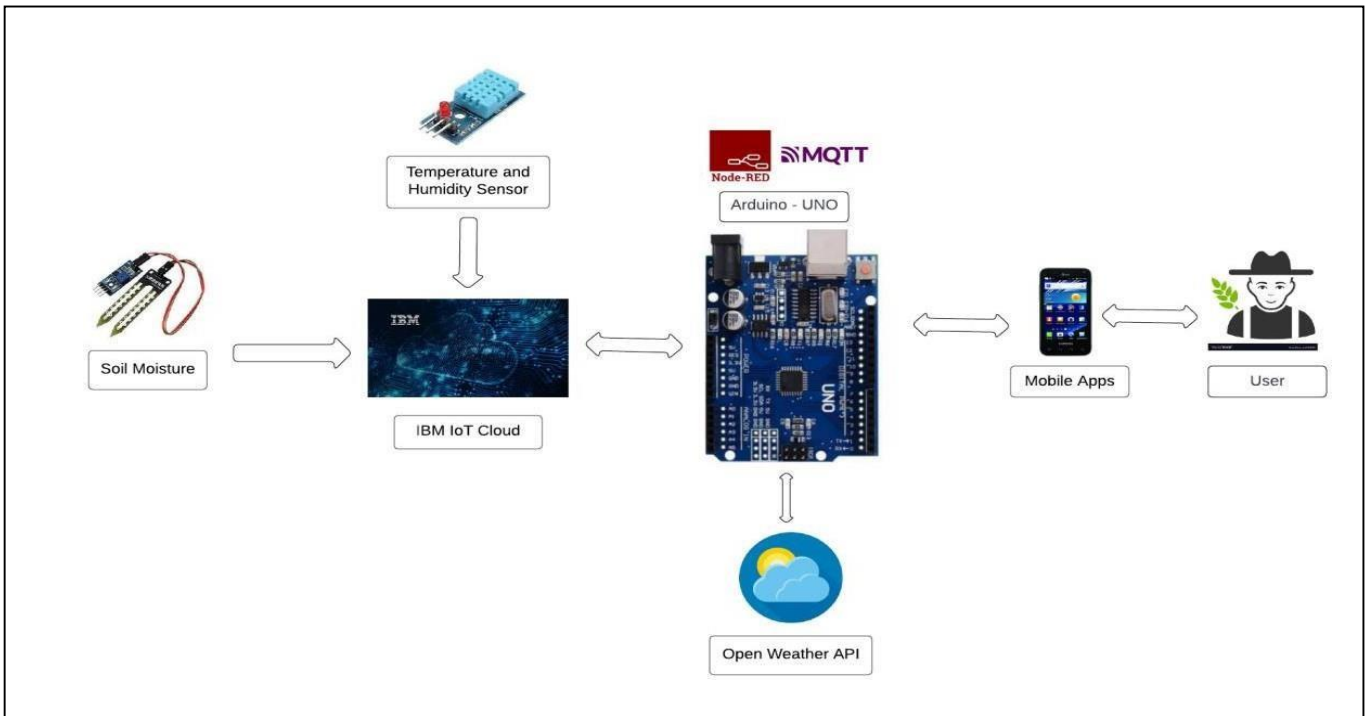 Temperature and
Humidity Sensor
Soil Moisture
IBM
IBM IoT Cloud
Node-RED
MQTT
Arduino - UNO
UNO
Mobile Apps
User
Open Weather API